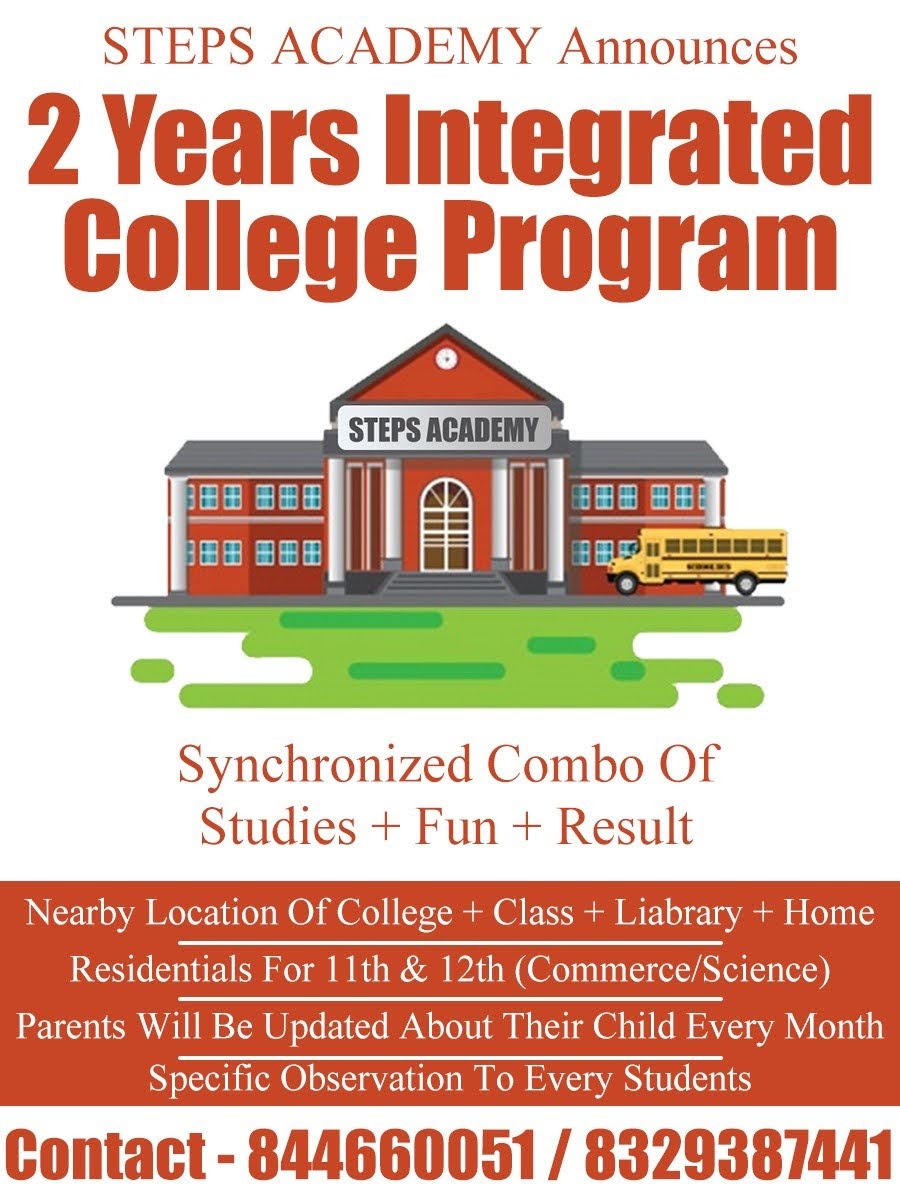 STEPS ACADEMY Announces
2 Years Integrated
College Program
STEPS ACADEMY
SCHOOL BUS
Synchronized Combo Of
Studies + Fun + Result
Nearby Location Of College + Class + Liabrary + Home
Residentials For 11th & 12th (Commerce/Science)
Parents Will Be Updated About Their Child Every Month
Specific Observation To Every Students
Contact - 844660051 / 8329387441